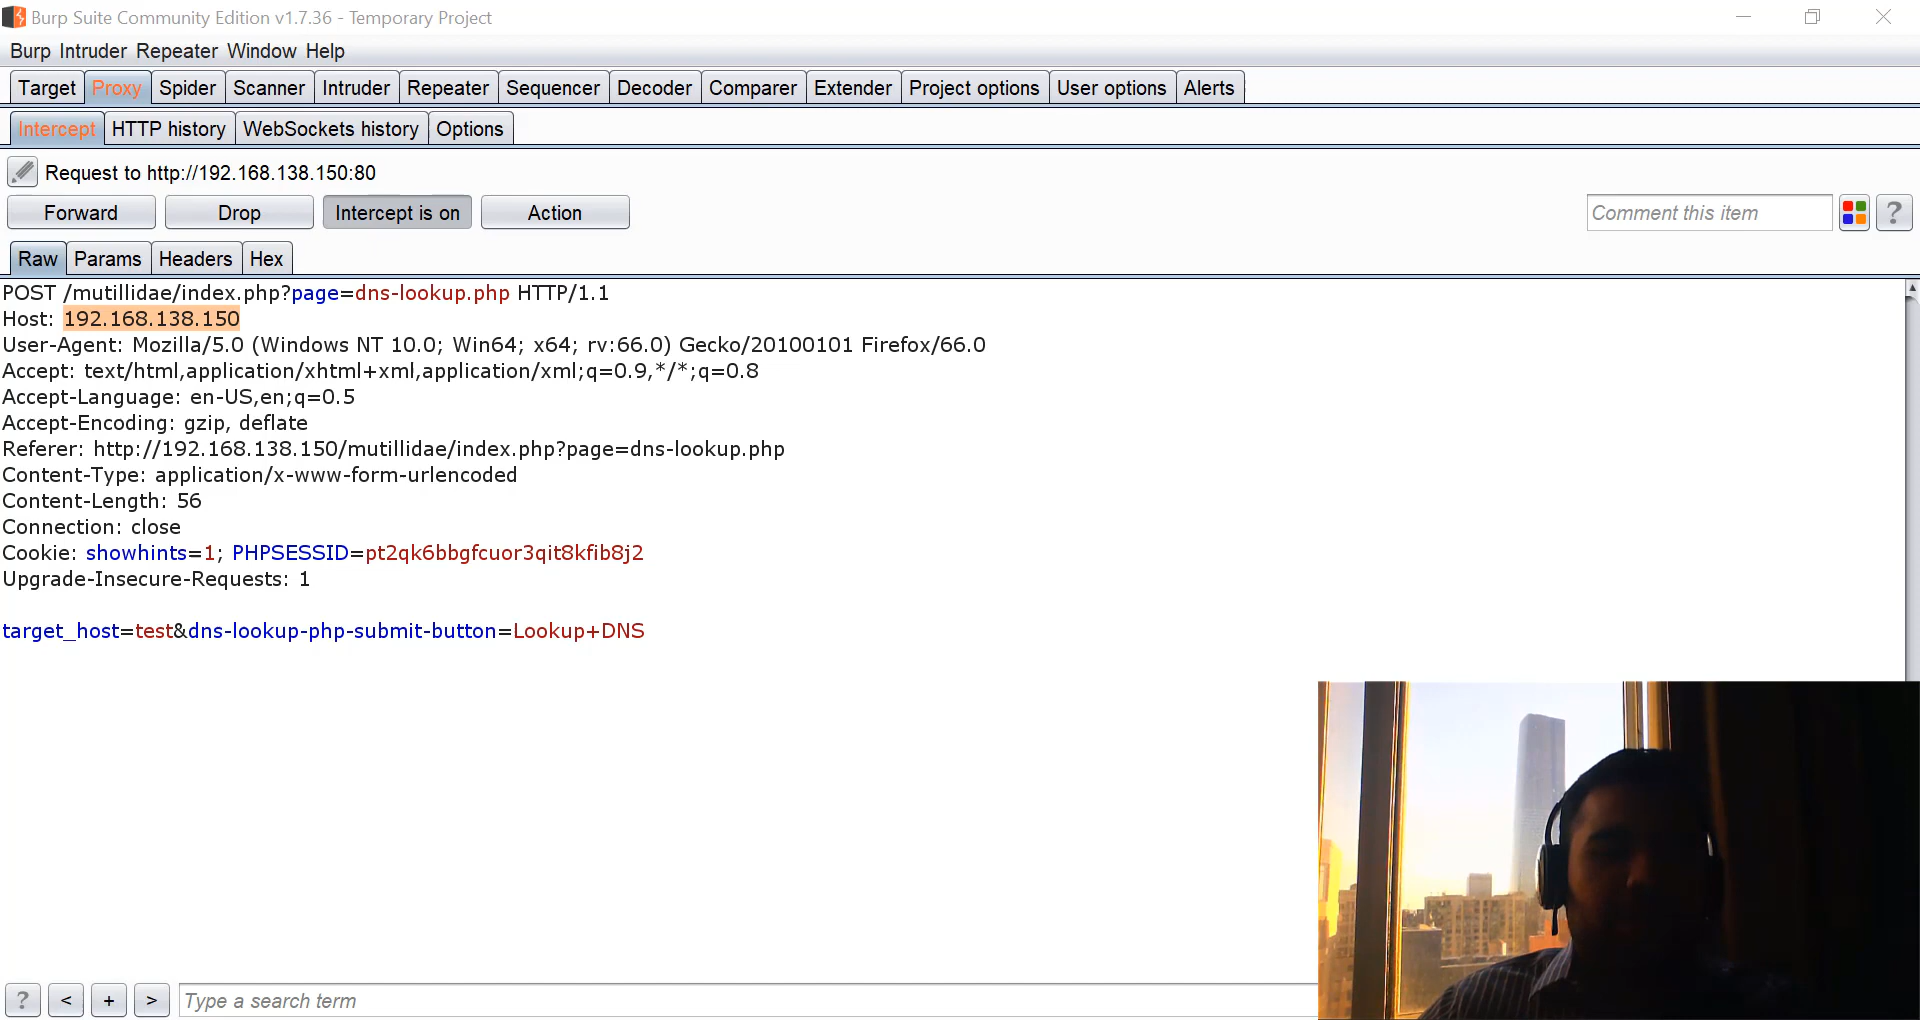 Burp Suite Community Edition v1.7.36 - Temporary Project
Burp Intruder Repeater Window Help
Target Proxy Spider Scanner Intruder Repeater Sequencer Decoder Comparer Extender Project options User options Alerts
Intercept HTTP history WebSockets history Options
Request to http://192.168.138.150:80
Forward Drop Intercept is on Action Comment this item ?
Raw Params Headers Hex
POST /mutillidae/index.php?page=dns-lookup.php HTTP/1.1
Host: 192.168.138.150
User-Agent: Mozilla/5.0 (Windows NT 10.0; Win64; x64; rv:66.0) Gecko/20100101 Firefox/66.0
Accept: text/html,application/xhtml+xml,application/xml;q=0.9,*/*;q=0.8
Accept-Language: en-US,en;q=0.5
Accept-Encoding: gzip, deflate
Referer: http://192.168.138.150/mutillidae/index.php?page=dns-lookup.php
Content-Type: application/x-www-form-urlencoded
Content-Length: 56
Connection: close
Cookie: showhints=1; PHPSESSID=pt2qk6bbgfcuor3qit8kfib8j2
Upgrade-Insecure-Requests: 1
target_host=test&dns-lookup-php-submit-button=Lookup+DNS
? < + > Type a search term